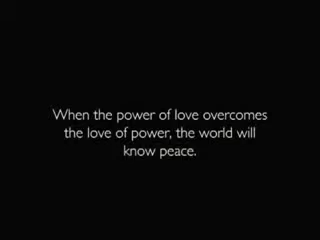 When the power of love overcomes
the love of power, the world will
know peace.